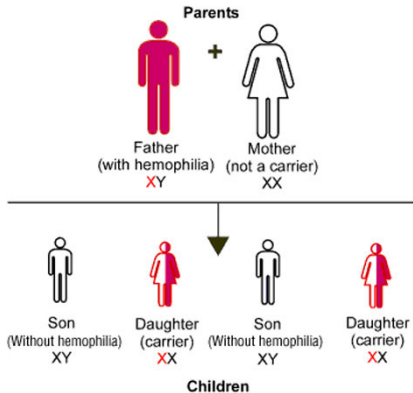 Parents
+
Father
(with hemophilia)
XY
Mother
(not a carrier)
XX
Son
(Without hemophilia)
XY
Daughter
(carrier)
XX
Son
(Without hemophilia)
XY
Daughter
(carrier)
XX
Children